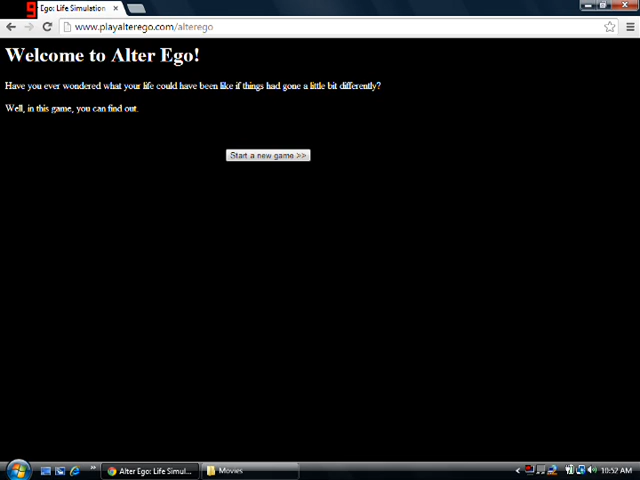 9
Ego: Life Simulation
www.playalterego.com/alterego
Welcome to Alter Ego!
Have you ever wondered what your life could have been like if things had gone a little bit differently?
Well, in this game, you can find out.
Start a new game >>
Alter Ego: Life Simul...
Movies
10:52 AM